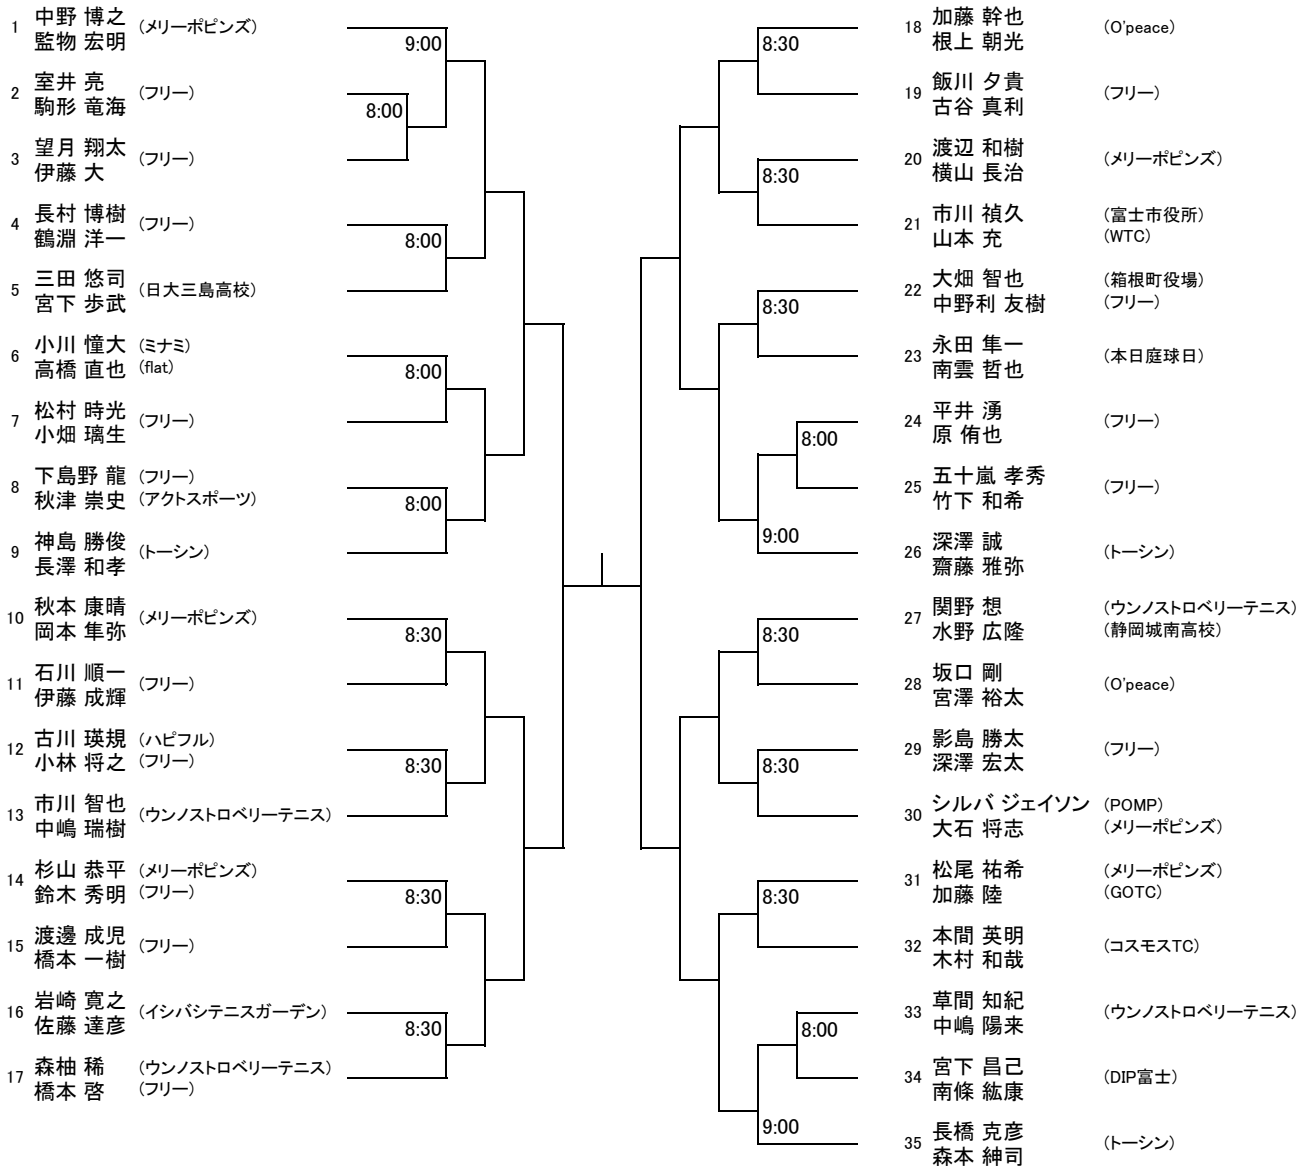 1 中野 博之 (メリーポピンズ)
監物 宏明
9:00
2 室井 亮 (フリー)
駒形 竜海
8:00
3 望月 翔太 (フリー)
伊藤 大
4 長村 博樹 (フリー)
鶴淵 洋一
8:00
5 三田 悠司 (日大三島高校)
宮下 歩武
6 小川 憧大 (ミナミ)
高橋 直也 (flat)
8:00
7 松村 時光 (フリー)
小畑 璃生
8 下島野 龍 (フリー)
秋津 崇史 (アクトスポーツ)
8:00
9 神島 勝俊 (トーシン)
長澤 和孝
10 秋本 康晴 (メリーポピンズ)
岡本 隼弥
8:30
11 石川 順一 (フリー)
伊藤 成輝
12 古川 瑛規 (ハピフル)
小林 将之 (フリー)
8:30
13 市川 智也 (ウンノストロベリーテニス)
中嶋 瑞樹
14 杉山 恭平 (メリーポピンズ)
鈴木 秀明 (フリー)
8:30
15 渡邊 成児 (フリー)
橋本 一樹
16 岩崎 寛之 (イシバシテニスガーデン)
佐藤 達彦
8:30
17 森柚 稀 (ウンノストロベリーテニス)
橋本 啓 (フリー)
18 加藤 幹也 (O'peace)
根上 朝光
8:30
19 飯川 夕貴 (フリー)
古谷 真利
20 渡辺 和樹 (メリーポピンズ)
横山 長治
8:30
21 市川 禎久 (富士市役所)
山本 充 (WTC)
22 大畑 智也 (箱根町役場)
中野利 友樹 (フリー)
8:30
23 永田 隼一 (本日庭球日)
南雲 哲也
24 平井 湧 (フリー)
原 侑也
8:00
25 五十嵐 孝秀 (フリー)
竹下 和希
9:00
26 深澤 誠 (トーシン)
齋藤 雅弥
27 関野 想 (ウンノストロベリーテニス)
水野 広隆 (静岡城南高校)
8:30
28 坂口 剛 (O'peace)
宮澤 裕太
29 影島 勝太 (フリー)
深澤 宏太
8:30
30 シルバ ジェイソン (POMP)
大石 将志 (メリーポピンズ)
31 松尾 祐希 (メリーポピンズ)
加藤 陸 (GOTC)
8:30
32 本間 英明 (コスモスTC)
木村 和哉
33 草間 知紀 (ウンノストロベリーテニス)
中嶋 陽来
8:00
34 宮下 昌己 (DIP富士)
南條 紘康
9:00
35 長橋 克彦 (トーシン)
森本 紳司